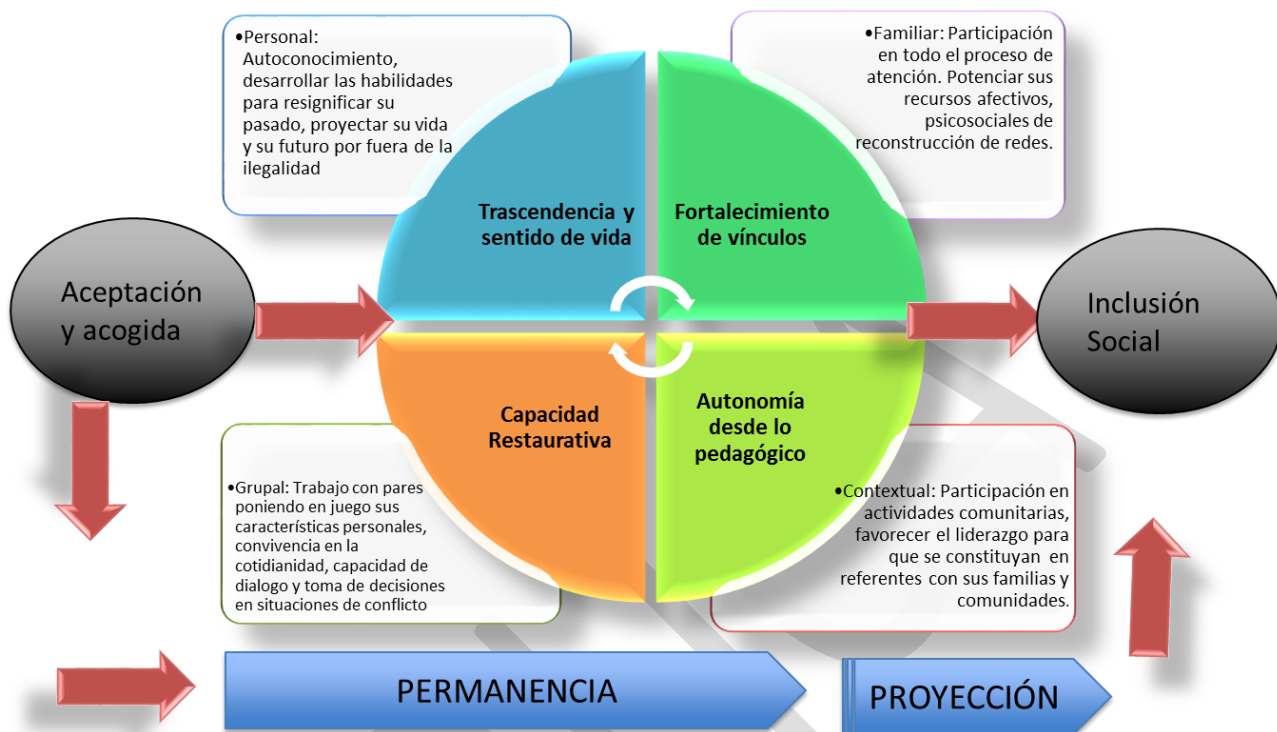 •Personal:
Autoconocimiento,
desarrollar las habilidades
para resignificar su
pasado, proyectar su vida
y su futuro por fuera de la
ilegalidad
•Familiar: Participación
en todo el proceso de
atención. Potenciar sus
recursos afectivos,
psicosociales de
reconstrucción de redes.
Trascendencia y
sentido de vida
Fortalecimiento
de vínculos
Aceptación
y acogida
Inclusión
Social
Capacidad
Restaurativa
Autonomía
desde lo
pedagógico
•Grupal: Trabajo con pares
poniendo en juego sus
características personales,
convivencia en la
cotidianidad, capacidad de
dialogo y toma de decisiones
en situaciones de conflicto
•Contextual: Participación en
actividades comunitarias,
favorecer el liderazgo para
que se constituyan en
referentes con sus familias y
comunidades.
PERMANENCIA
PROYECCIÓN